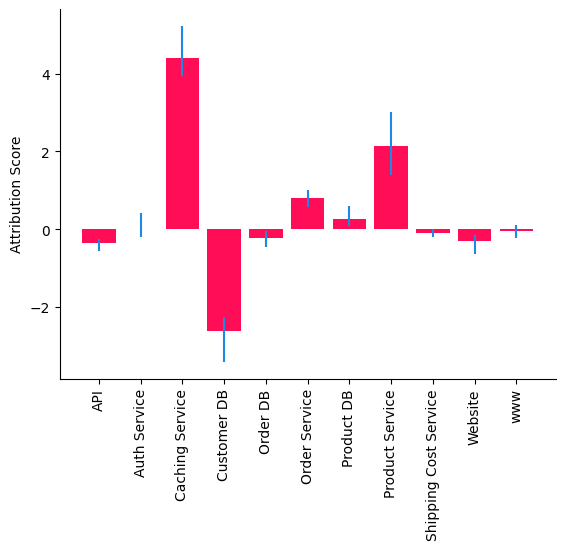 Attribution Score
4
2
0
−2
API
Auth Service
Caching Service
Customer DB
Order DB
Order Service
Product DB
Product Service
Shipping Cost Service
Website
www